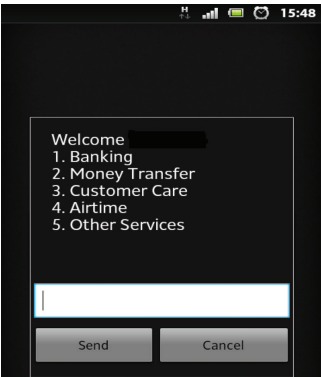 H
15:48
Welcome
1. Banking
2. Money Transfer
3. Customer Care
4. Airtime
5. Other Services
Send
Cancel